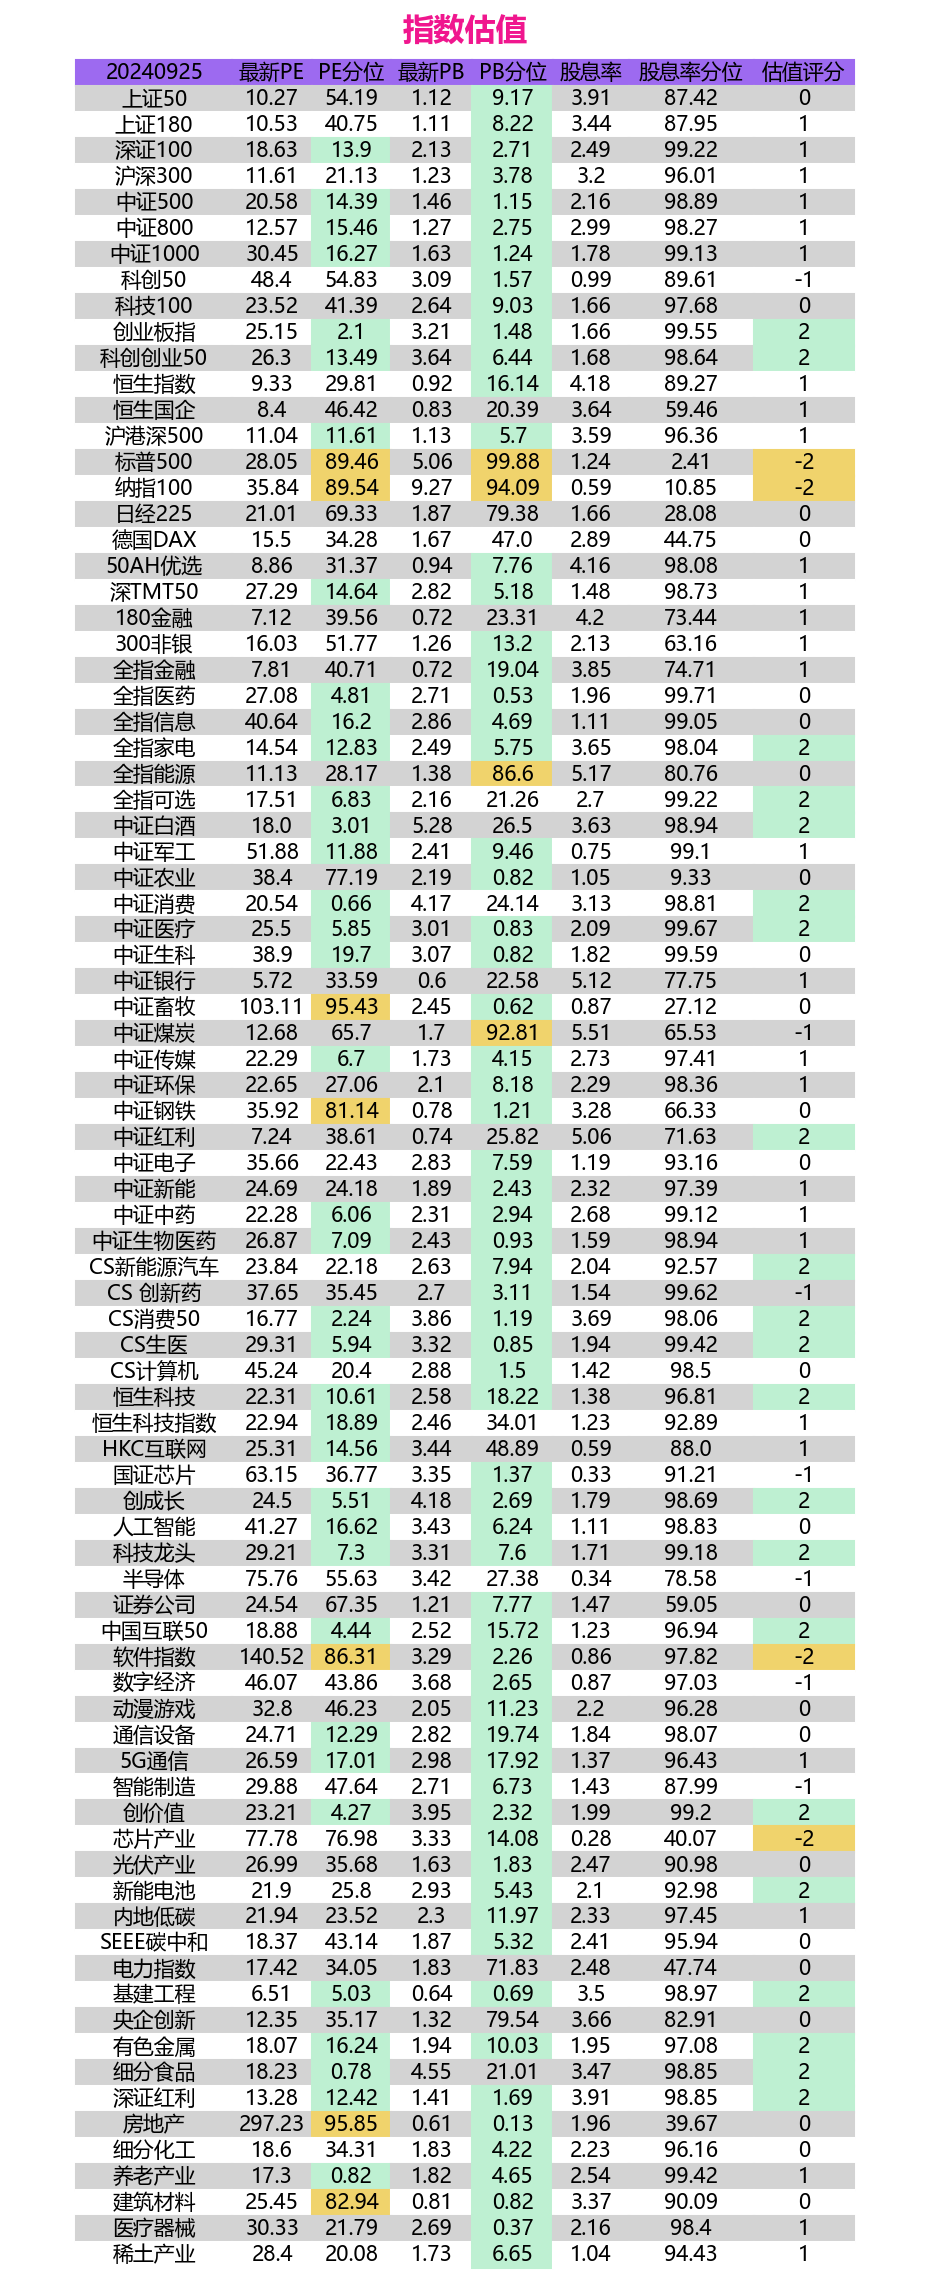 指数估值
20240925 最新PE PE分位 最新PB PB分位 股息率 股息率分位 估值评分
上证50 10.27 54.19 1.12 9.17 3.91 87.42 0
上证180 10.53 40.75 1.11 8.22 3.44 87.95 1
深证100 18.63 13.9 2.13 2.71 2.49 99.22 1
沪深300 11.61 21.13 1.23 3.78 3.2 96.01 1
中证500 20.58 14.39 1.46 1.15 2.16 98.89 1
中证800 12.57 15.46 1.27 2.75 2.99 98.27 1
中证1000 30.45 16.27 1.63 1.24 1.78 99.13 1
科创50 48.4 54.83 3.09 1.57 0.99 89.61 -1
科技100 23.52 41.39 2.64 9.03 1.66 97.68 0
创业板指 25.15 2.1 3.21 1.48 1.66 99.55 2
科创创业50 26.3 13.49 3.64 6.44 1.68 98.64 2
恒生指数 9.33 29.81 0.92 16.14 4.18 89.27 1
恒生国企 8.4 46.42 0.83 20.39 3.64 59.46 1
沪港深500 11.04 11.61 1.13 5.7 3.59 96.36 1
标普500 28.05 89.46 5.06 99.88 1.24 2.41 -2
纳指100 35.84 89.54 9.27 94.09 0.59 10.85 -2
日经225 21.01 69.33 1.87 79.38 1.66 28.08 0
德国DAX 15.5 34.28 1.67 47.0 2.89 44.75 0
50AH优选 8.86 31.37 0.94 7.76 4.16 98.08 1
深TMT50 27.29 14.64 2.82 5.18 1.48 98.73 1
180金融 7.12 39.56 0.72 23.31 4.2 73.44 1
300非银 16.03 51.77 1.26 13.2 2.13 63.16 1
全指金融 7.81 40.71 0.72 19.04 3.85 74.71 1
全指医药 27.08 4.81 2.71 0.53 1.96 99.71 0
全指信息 40.64 16.2 2.86 4.69 1.11 99.05 0
全指家电 14.54 12.83 2.49 5.75 3.65 98.04 2
全指能源 11.13 28.17 1.38 86.6 5.17 80.76 0
全指可选 17.51 6.83 2.16 21.26 2.7 99.22 2
中证白酒 18.0 3.01 5.28 26.5 3.63 98.94 2
中证军工 51.88 11.88 2.41 9.46 0.75 99.1 1
中证农业 38.4 77.19 2.19 0.82 1.05 9.33 0
中证消费 20.54 0.66 4.17 24.14 3.13 98.81 2
中证医疗 25.5 5.85 3.01 0.83 2.09 99.67 2
中证生科 38.9 19.7 3.07 0.82 1.82 99.59 0
中证银行 5.72 33.59 0.6 22.58 5.12 77.75 1
中证畜牧 103.11 95.43 2.45 0.62 0.87 27.12 0
中证煤炭 12.68 65.7 1.7 92.81 5.51 65.53 -1
中证传媒 22.29 6.7 1.73 4.15 2.73 97.41 1
中证环保 22.65 27.06 2.1 8.18 2.29 98.36 1
中证钢铁 35.92 81.14 0.78 1.21 3.28 66.33 0
中证红利 7.24 38.61 0.74 25.82 5.06 71.63 2
中证电子 35.66 22.43 2.83 7.59 1.19 93.16 0
中证新能 24.69 24.18 1.89 2.43 2.32 97.39 1
中证中药 22.28 6.06 2.31 2.94 2.68 99.12 1
中证生物医药 26.87 7.09 2.43 0.93 1.59 98.94 1
CS新能源汽车 23.84 22.18 2.63 7.94 2.04 92.57 2
CS 创新药 37.65 35.45 2.7 3.11 1.54 99.62 -1
CS消费50 16.77 2.24 3.86 1.19 3.69 98.06 2
CS生医 29.31 5.94 3.32 0.85 1.94 99.42 2
CS计算机 45.24 20.4 2.88 1.5 1.42 98.5 0
恒生科技 22.31 10.61 2.58 18.22 1.38 96.81 2
恒生科技指数 22.94 18.89 2.46 34.01 1.23 92.89 1
HKC互联网 25.31 14.56 3.44 48.89 0.59 88.0 1
国证芯片 63.15 36.77 3.35 1.37 0.33 91.21 -1
创成长 24.5 5.51 4.18 2.69 1.79 98.69 2
人工智能 41.27 16.62 3.43 6.24 1.11 98.83 0
科技龙头 29.21 7.3 3.31 7.6 1.71 99.18 2
半导体 75.76 55.63 3.42 27.38 0.34 78.58 -1
证券公司 24.54 67.35 1.21 7.77 1.47 59.05 0
中国互联50 18.88 4.44 2.52 15.72 1.23 96.94 2
软件指数 140.52 86.31 3.29 2.26 0.86 97.82 -2
数字经济 46.07 43.86 3.68 2.65 0.87 97.03 -1
动漫游戏 32.8 46.23 2.05 11.23 2.2 96.28 0
通信设备 24.71 12.29 2.82 19.74 1.84 98.07 0
5G通信 26.59 17.01 2.98 17.92 1.37 96.43 1
智能制造 29.88 47.64 2.71 6.73 1.43 87.99 -1
创价值 23.21 4.27 3.95 2.32 1.99 99.2 2
芯片产业 77.78 76.98 3.33 14.08 0.28 40.07 -2
光伏产业 26.99 35.68 1.63 1.83 2.47 90.98 0
新能电池 21.9 25.8 2.93 5.43 2.1 92.98 2
内地低碳 21.94 23.52 2.3 11.97 2.33 97.45 1
SEEE碳中和 18.37 43.14 1.87 5.32 2.41 95.94 0
电力指数 17.42 34.05 1.83 71.83 2.48 47.74 0
基建工程 6.51 5.03 0.64 0.69 3.5 98.97 2
央企创新 12.35 35.17 1.32 79.54 3.66 82.91 0
有色金属 18.07 16.24 1.94 10.03 1.95 97.08 2
细分食品 18.23 0.78 4.55 21.01 3.47 98.85 2
深证红利 13.28 12.42 1.41 1.69 3.91 98.85 2
房地产 297.23 95.85 0.61 0.13 1.96 39.67 0
细分化工 18.6 34.31 1.83 4.22 2.23 96.16 0
养老产业 17.3 0.82 1.82 4.65 2.54 99.42 1
建筑材料 25.45 82.94 0.81 0.82 3.37 90.09 0
医疗器械 30.33 21.79 2.69 0.37 2.16 98.4 1
稀土产业 28.4 20.08 1.73 6.65 1.04 94.43 1